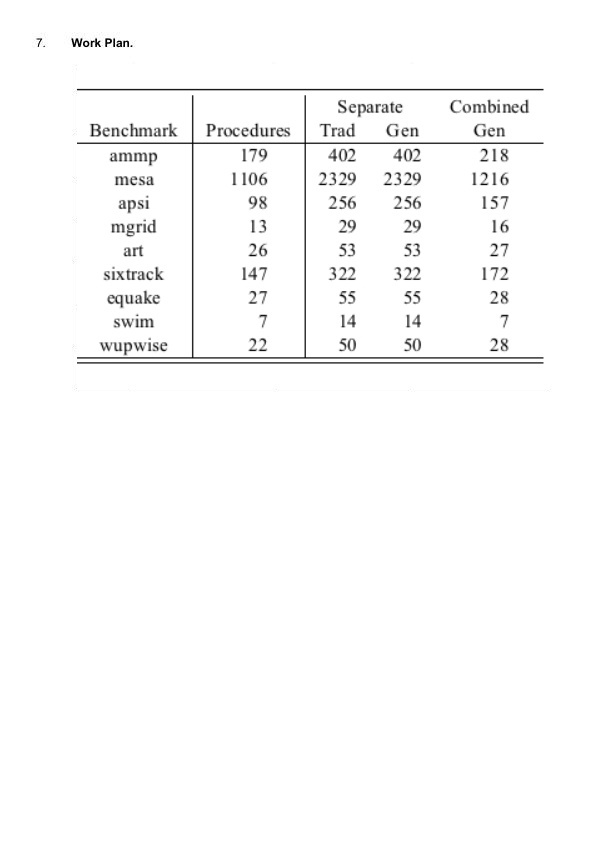 7. Work Plan.
Separate Combined
Benchmark Procedures Trad Gen Gen
ammp 179 402 402 218
mesa 1106 2329 2329 1216
apsi 98 256 256 157
mgrid 13 29 29 16
art 26 53 53 27
sixtrack 147 322 322 172
equake 27 55 55 28
swim 7 14 14 7
wupwise 22 50 50 28